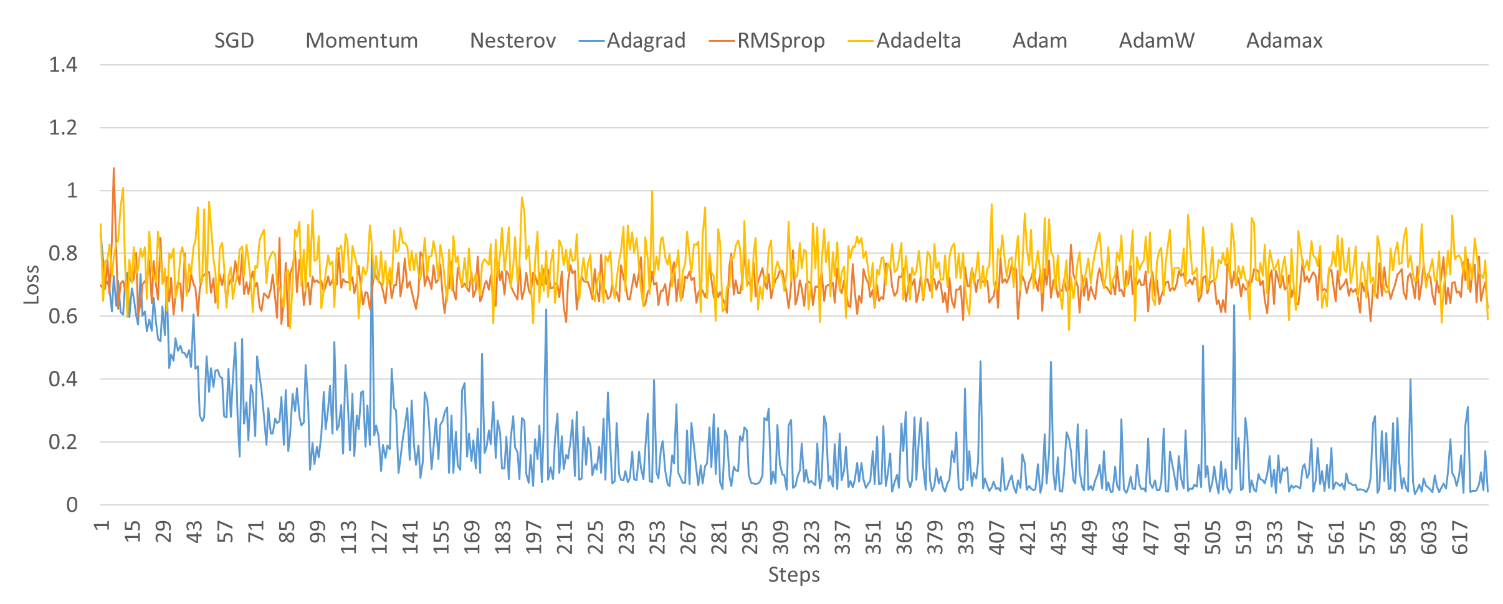 SGD Momentum Nesterov Adagrad RMSprop Adadelta Adam AdamW Adamax
1.4
1.2
1
0.8
0.6
0.4
0.2
0
Loss
1 15 29 43 57 71 85 99 113 127 141 155 169 183 197 211 225 239 253 267 281 295 309 323 337 351 365 379 393 407 421 435 449 463 477 491 505 519 533 547 561 575 589 603 617
Steps